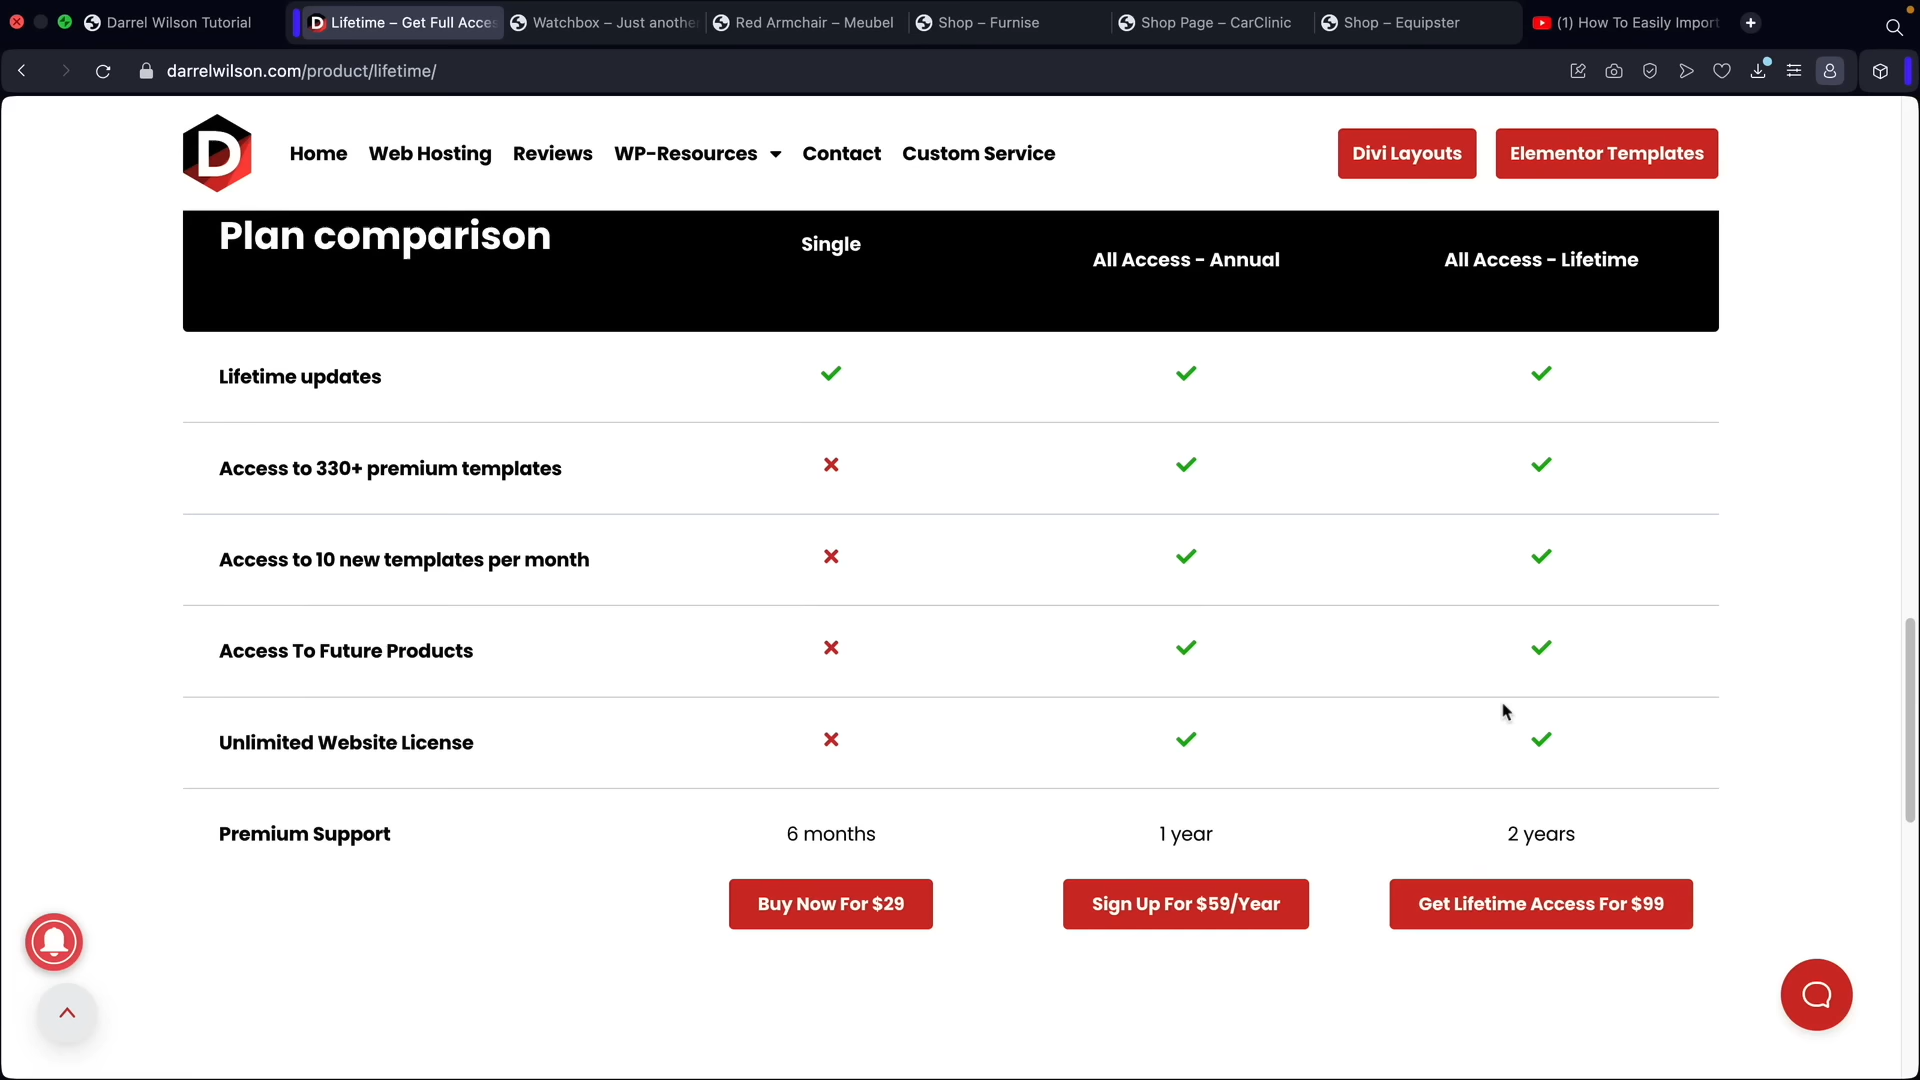 Darrel Wilson Tutorial
Lifetime – Get Full Acces
Watchbox – Just another
Red Armchair – Meubel
Shop – Furnise
Shop Page – CarClinic
Shop – Equipster
(1) How To Easily Import
darrelwilson.com/product/lifetime/
D
Home
Web Hosting
Reviews
WP-Resources
Contact
Custom Service
Divi Layouts
Elementor Templates
Plan comparison
Single
All Access - Annual
All Access - Lifetime
Lifetime updates
Access to 330+ premium templates
Access to 10 new templates per month
Access To Future Products
Unlimited Website License
Premium Support
6 months
1 year
2 years
Buy Now For $29
Sign Up For $59/Year
Get Lifetime Access For $99